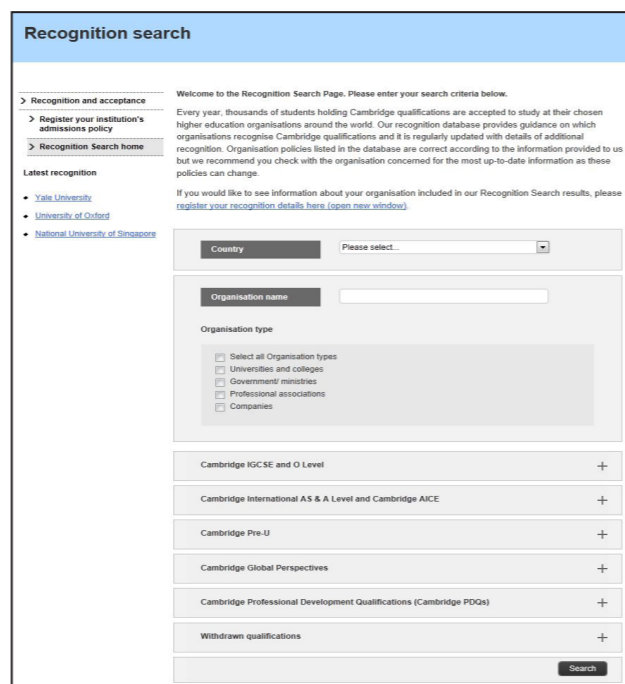 Recognition search
Recognition and acceptance
Register your institution's
admissions policy
Recognition Search home
Latest recognition
Yale University
University of Oxford
National University of Singapore
Welcome to the Recognition Search Page. Please enter your search criteria below.
Every year, thousands of students holding Cambridge qualifications are accepted to study at their chosen
higher education organisations around the world. Our recognition database provides guidance on which
organisations recognise Cambridge qualifications and it is regularly updated with details of additional
recognition. Organisation policies listed in the database are correct according to the information provided to us
but we recommend you check with the organisation concerned for the most up-to-date information as these
policies can change.
If you would like to see information about your organisation included in our Recognition Search results, please
register your recognition details here (open new window).
Country Please select...
Organisation name
Organisation type
Select all Organisation types
Universities and colleges
Government/ ministries
Professional associations
Companies
Cambridge IGCSE and O Level
Cambridge International AS & A Level and Cambridge AICE
Cambridge Pre-U
Cambridge Global Perspectives
Cambridge Professional Development Qualifications (Cambridge PDQs)
Withdrawn qualifications
Search